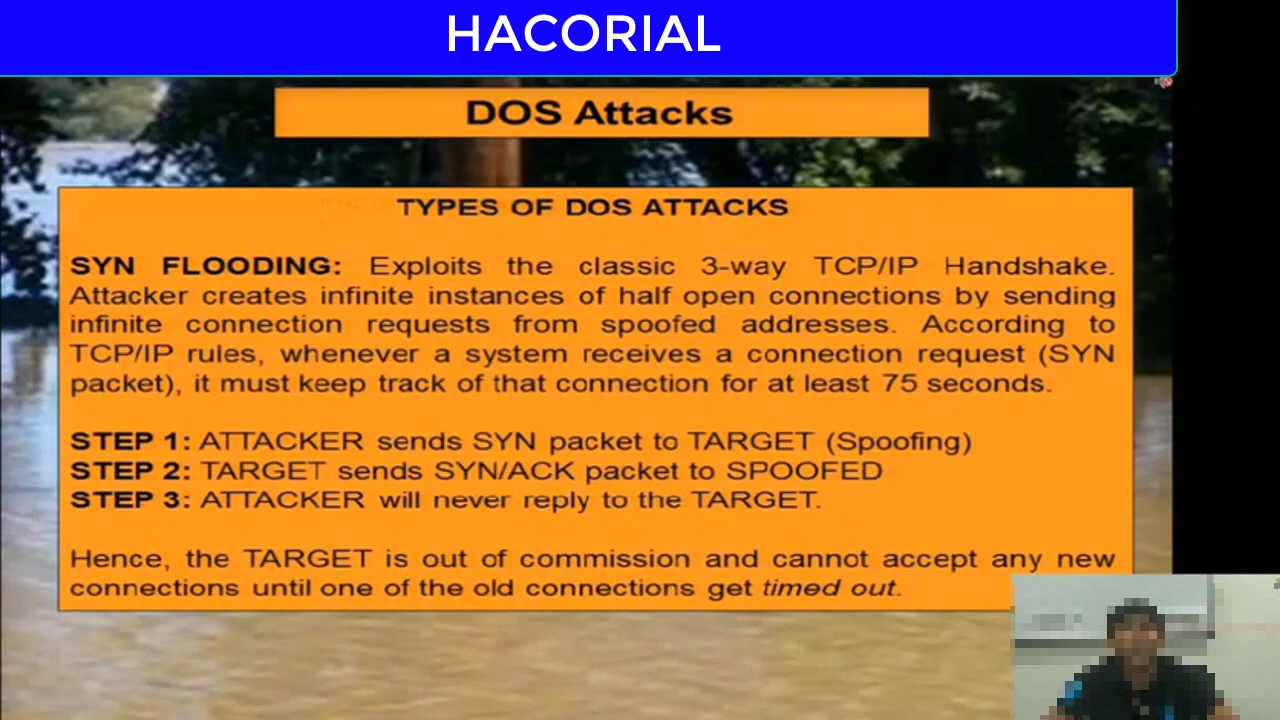 HACORIAL
DOS Attacks
TYPES OF DOS ATTACKS
SYN FLOODING: Exploits the classic 3-way TCP/IP Handshake.
Attacker creates infinite instances of half open connections by sending
infinite connection requests from spoofed addresses. According to
TCP/IP rules, whenever a system receives a connection request (SYN
packet), it must keep track of that connection for at least 75 seconds.
STEP 1: ATTACKER sends SYN packet to TARGET (Spoofing)
STEP 2: TARGET sends SYN/ACK packet to SPOOFED
STEP 3: ATTACKER will never reply to the TARGET.
Hence, the TARGET is out of commission and cannot accept any new
connections until one of the old connections get timed out.